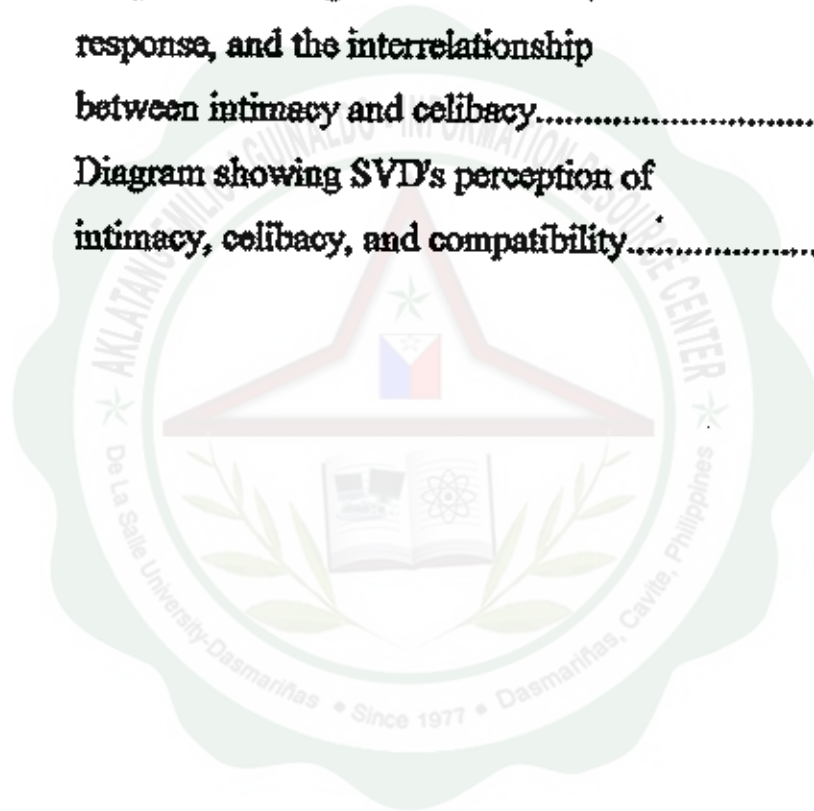 response, and the interrelationship
between intimacy and celibacy..............................
Diagram showing SVD's perception of
intimacy, celibacy, and compatibility.....................
AKLATANG EMILIO AGUINALDO - INFORMATION RESOURCE CENTER
De La Salle University-Dasmariñas • Since 1977 • Dasmariñas, Cavite, Philippines